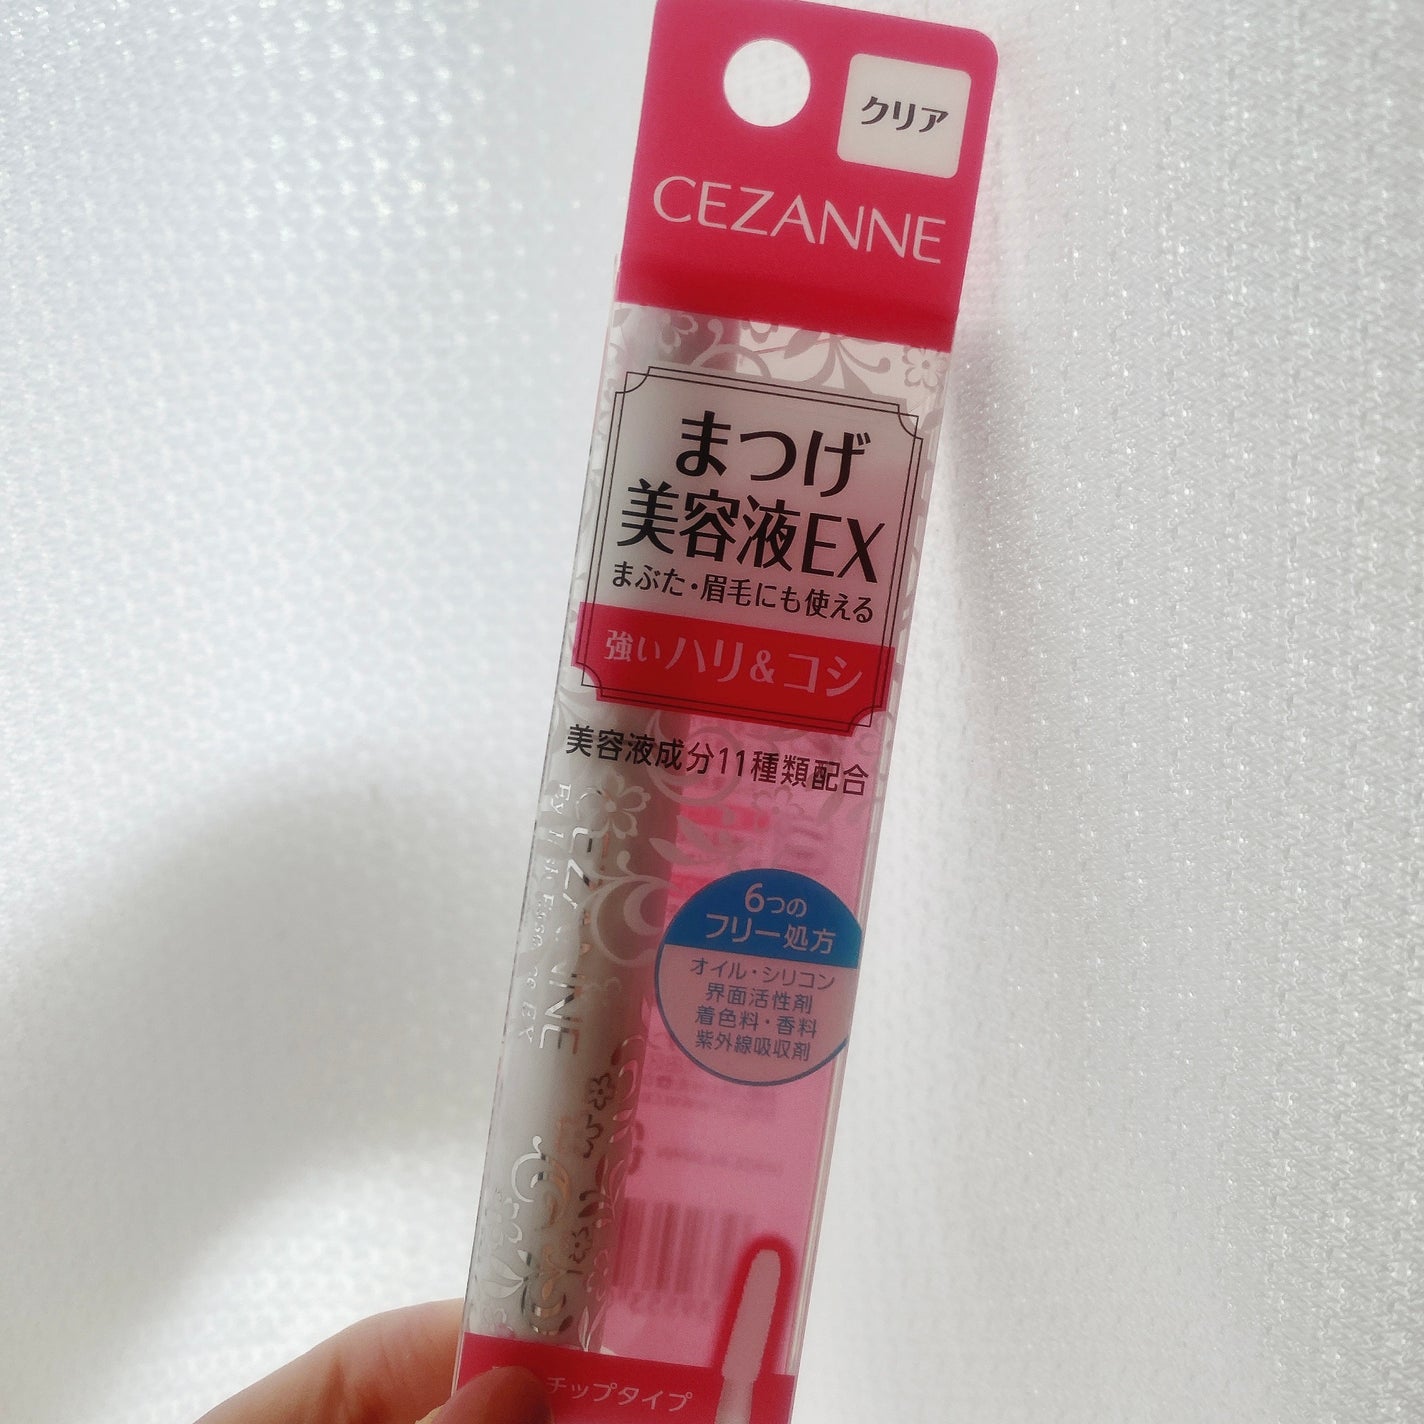 クリア
CEZANNE
まつげ
美容液EX
まぶた・眉毛にも使える
強いハリ&コシ
美容液成分11種類配合
6つの
フリー処方
オイル・シリコン
界面活性剤
着色料・香料
紫外線吸収剤
CEZANNE
チップタイプ